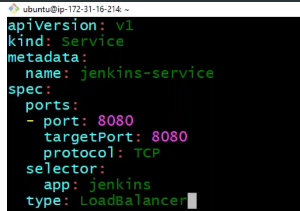 ubuntu@ip-172-31-16-214: ~
apiVersion: v1
kind: Service
metadata:
  name: jenkins-service
spec:
  ports:
  - port: 8080
    targetPort: 8080
    protocol: TCP
  selector:
    app: jenkins
  type: LoadBalancer